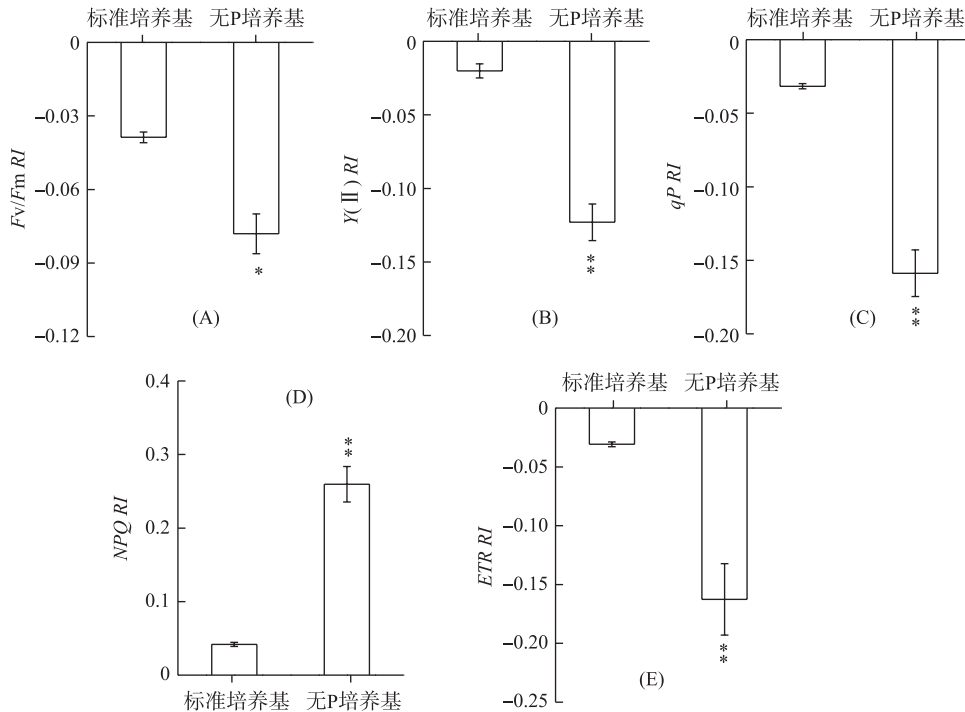 标准培养基 无P培养基
0
−0.03
−0.06
−0.09
−0.12
Fv/Fm RI
*
(A)
标准培养基 无P培养基
0
−0.05
−0.10
−0.15
−0.20
Y(Ⅱ) RI
**
(B)
标准培养基 无P培养基
0
−0.05
−0.10
−0.15
−0.20
qP RI
**
(C)
0.4
0.3
0.2
0.1
0
NPQ RI
**
(D)
标准培养基 无P培养基
标准培养基 无P培养基
0
−0.05
−0.10
−0.15
−0.20
−0.25
ETR RI
**
(E)